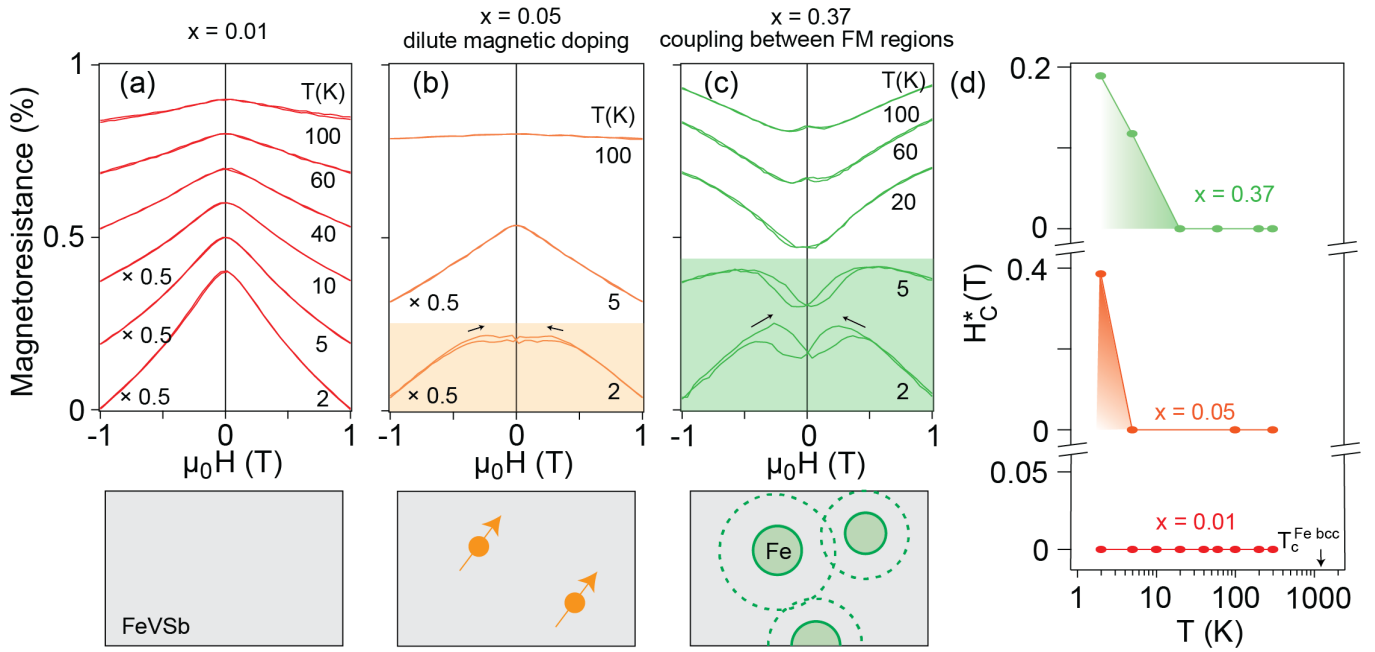 x = 0.01
x = 0.05
dilute magnetic doping
x = 0.37
coupling between FM regions
Magnetoresistance (%)
1
0.5
0
(a)
T(K)
100
60
40
× 0.5
10
× 0.5
5
× 0.5
2
-1 0 1
μ₀H (T)
(b)
T(K)
100
× 0.5
5
× 0.5
2
-1 0 1
μ₀H (T)
(c)
T(K)
100
60
20
5
2
-1 0 1
μ₀H (T)
(d)
H*C (T)
0.2
0
x = 0.37
0.4
0
x = 0.05
0.05
0
x = 0.01
Tc Fe bcc
1 10 100 1000
T (K)
FeVSb
Fe